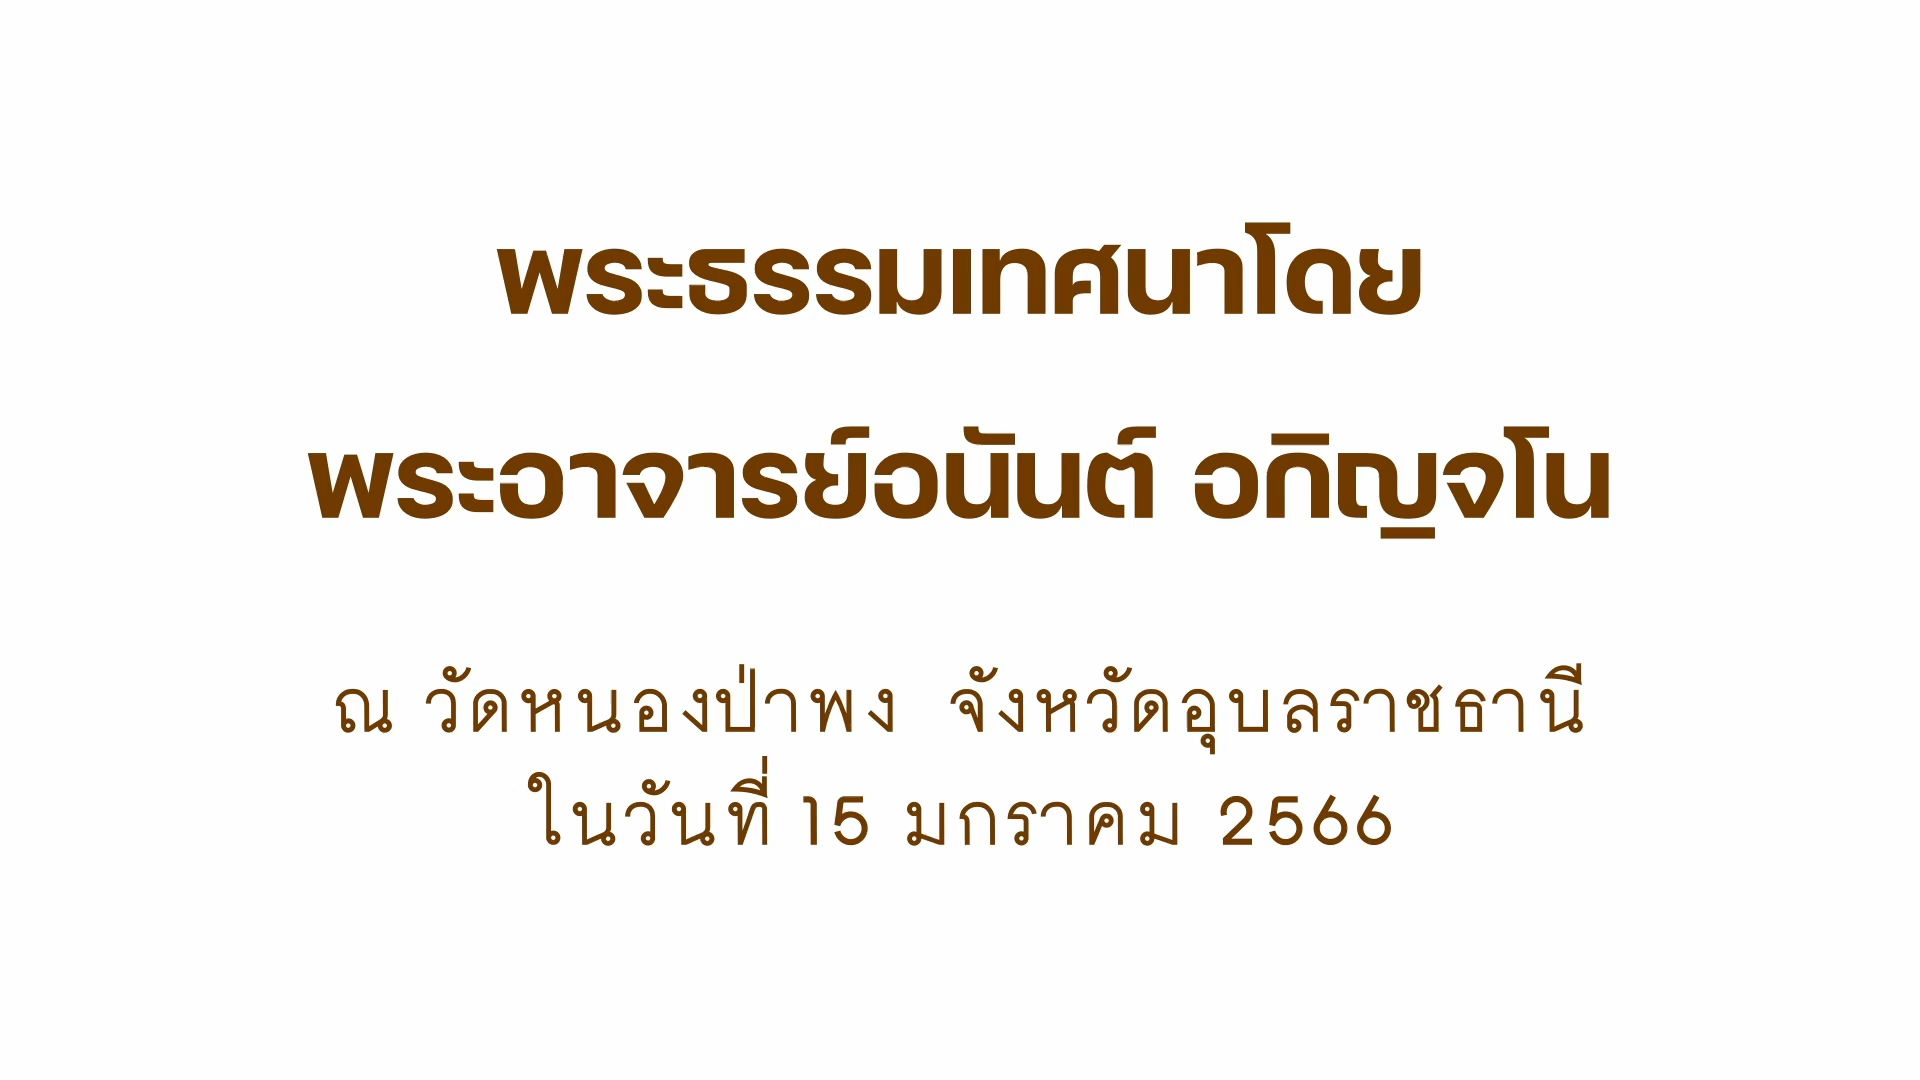 พระธรรมเทศนาโดย
พระอาจารย์อนันต์ อกิญจโน
ณ วัดหนองป่าพง จังหวัดอุบลราชธานี
ในวันที่ 15 มกราคม 2566